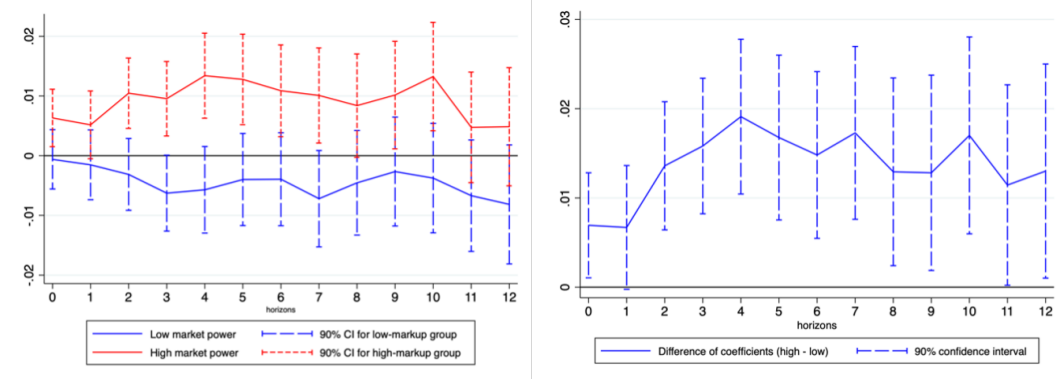 .02
.01
0
-.01
-.02
0 1 2 3 4 5 6 7 8 9 10 11 12
horizons
Low market power 90% CI for low-markup group
High market power 90% CI for high-markup group
.03
.02
.01
0
0 1 2 3 4 5 6 7 8 9 10 11 12
horizons
Difference of coefficients (high - low) 90% confidence interval